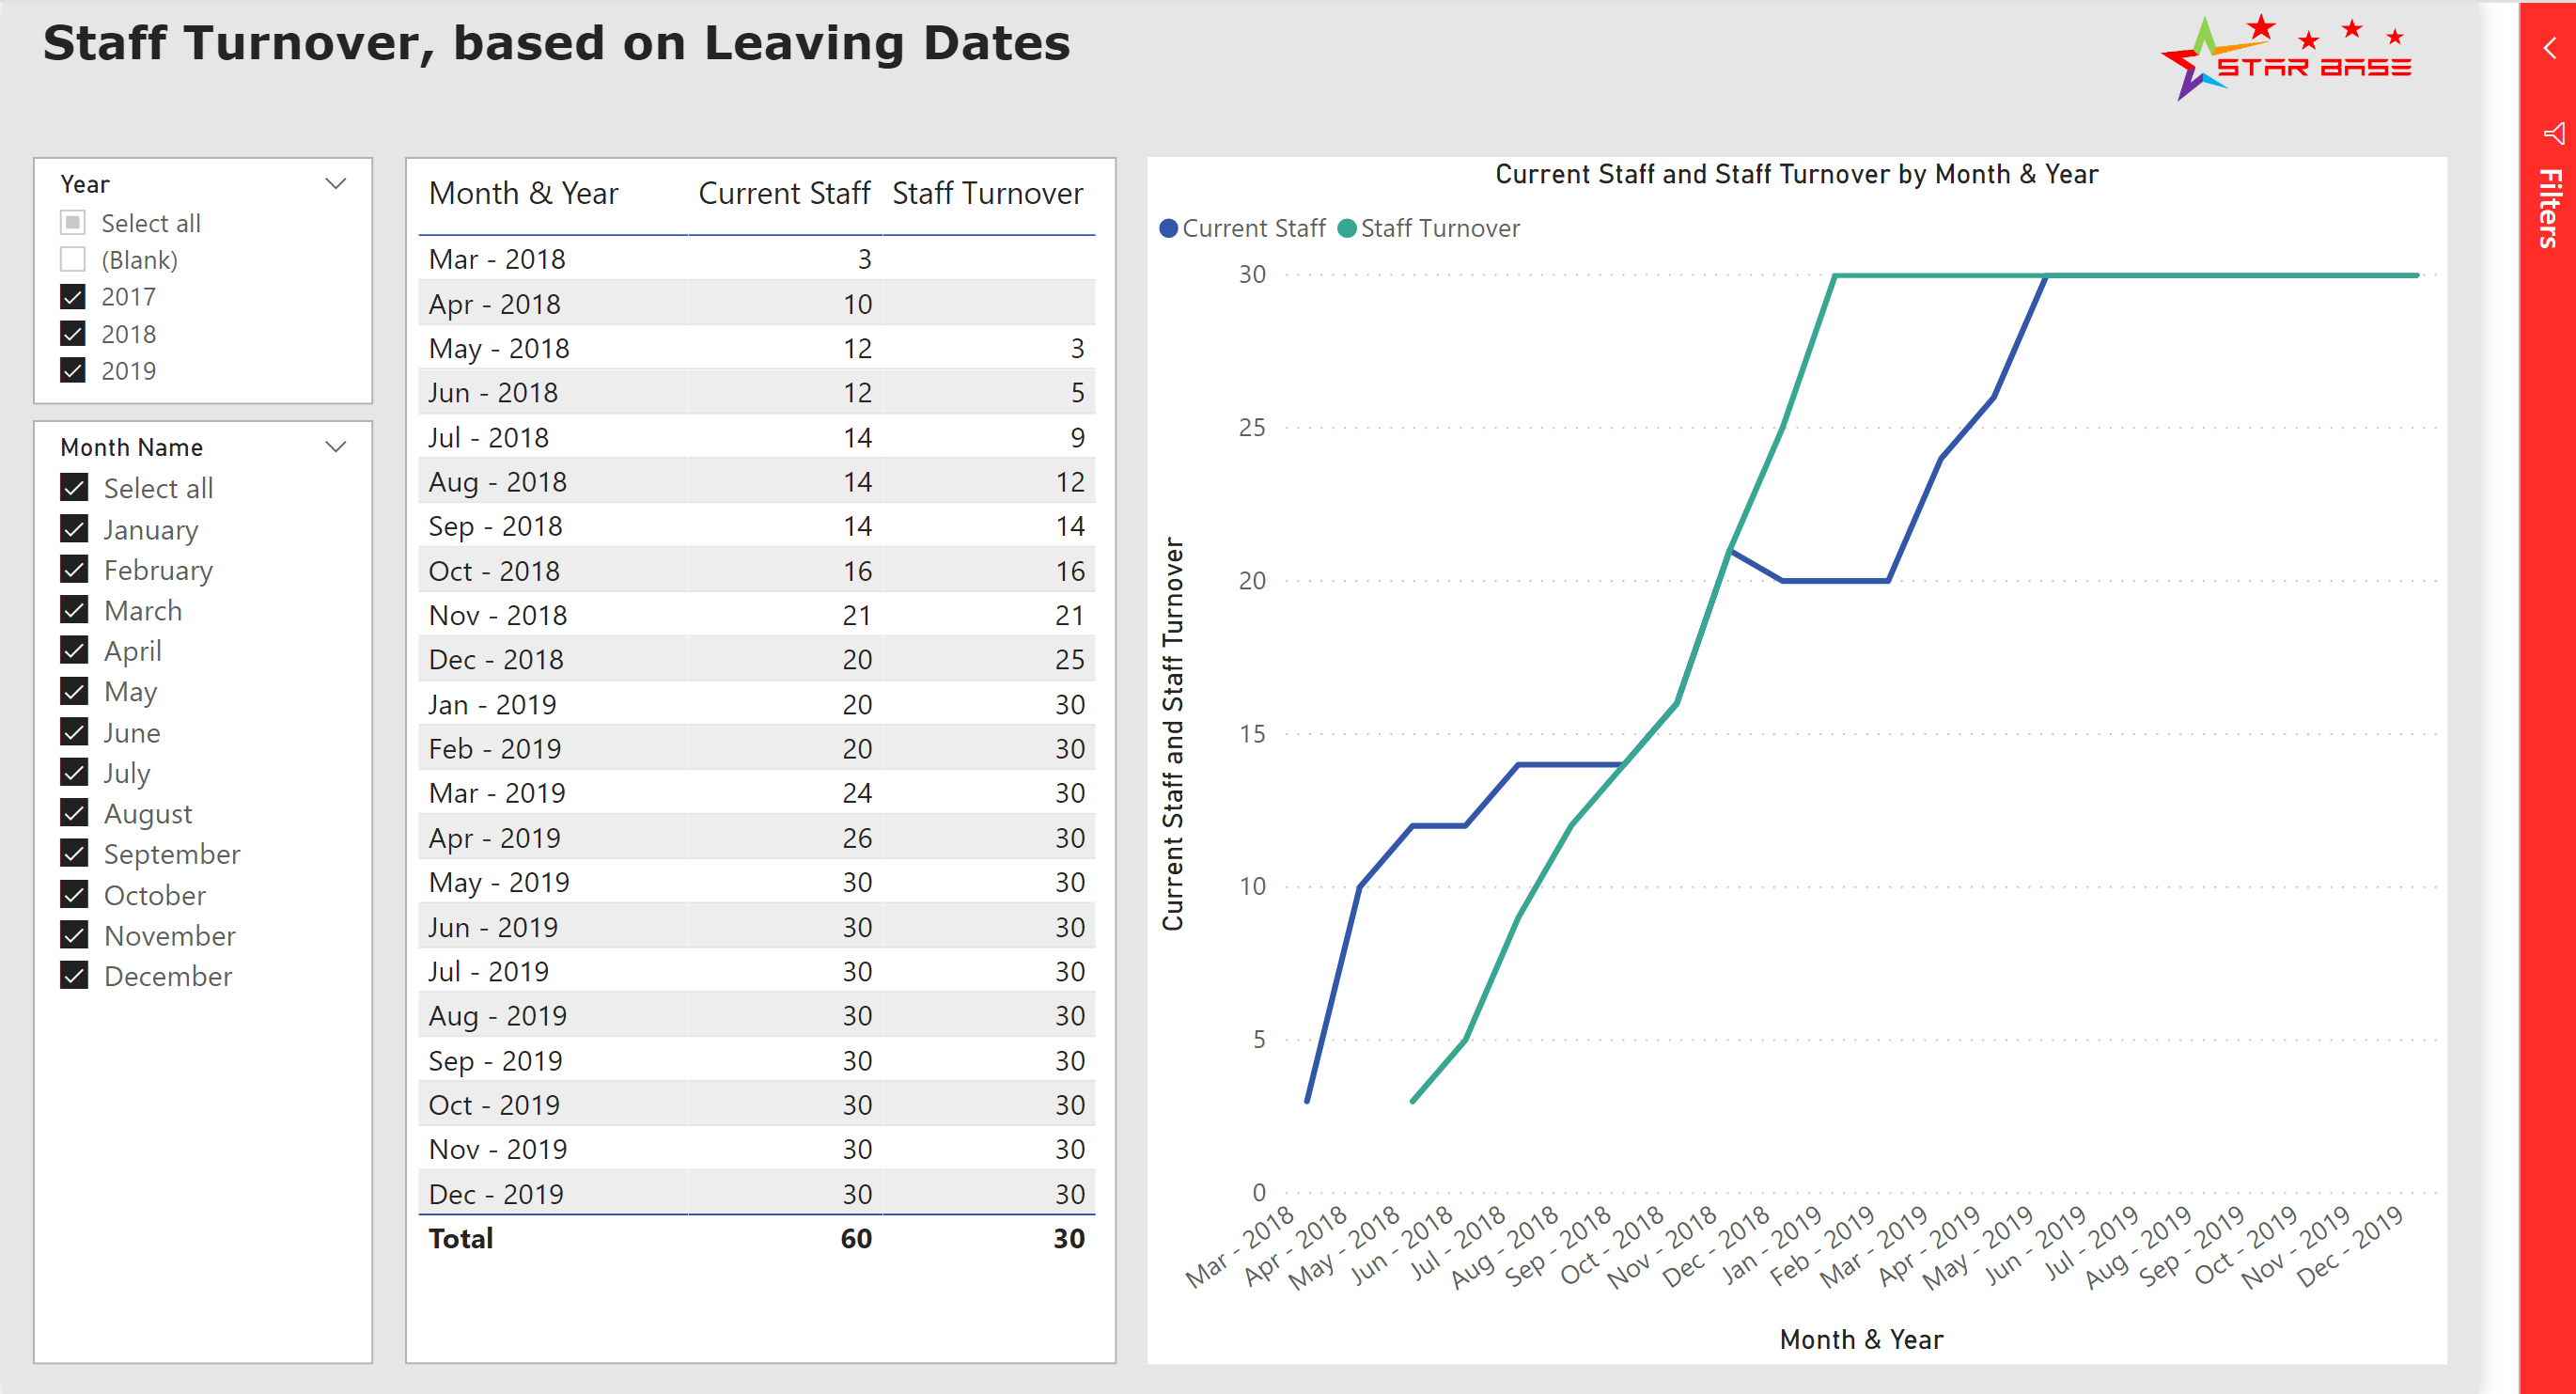 Staff Turnover, based on Leaving Dates
STAR BASE
Filters
Year
Select all
(Blank)
2017
2018
2019
Month Name
Select all
January
February
March
April
May
June
July
August
September
October
November
December
Month & Year Current Staff Staff Turnover
Mar - 2018 3
Apr - 2018 10
May - 2018 12 3
Jun - 2018 12 5
Jul - 2018 14 9
Aug - 2018 14 12
Sep - 2018 14 14
Oct - 2018 16 16
Nov - 2018 21 21
Dec - 2018 20 25
Jan - 2019 20 30
Feb - 2019 20 30
Mar - 2019 24 30
Apr - 2019 26 30
May - 2019 30 30
Jun - 2019 30 30
Jul - 2019 30 30
Aug - 2019 30 30
Sep - 2019 30 30
Oct - 2019 30 30
Nov - 2019 30 30
Dec - 2019 30 30
Total 60 30
Current Staff and Staff Turnover by Month & Year
Current Staff Staff Turnover
Current Staff and Staff Turnover
30
25
20
15
10
5
0
Mar - 2018
Apr - 2018
May - 2018
Jun - 2018
Jul - 2018
Aug - 2018
Sep - 2018
Oct - 2018
Nov - 2018
Dec - 2018
Jan - 2019
Feb - 2019
Mar - 2019
Apr - 2019
May - 2019
Jun - 2019
Jul - 2019
Aug - 2019
Sep - 2019
Oct - 2019
Nov - 2019
Dec - 2019
Month & Year